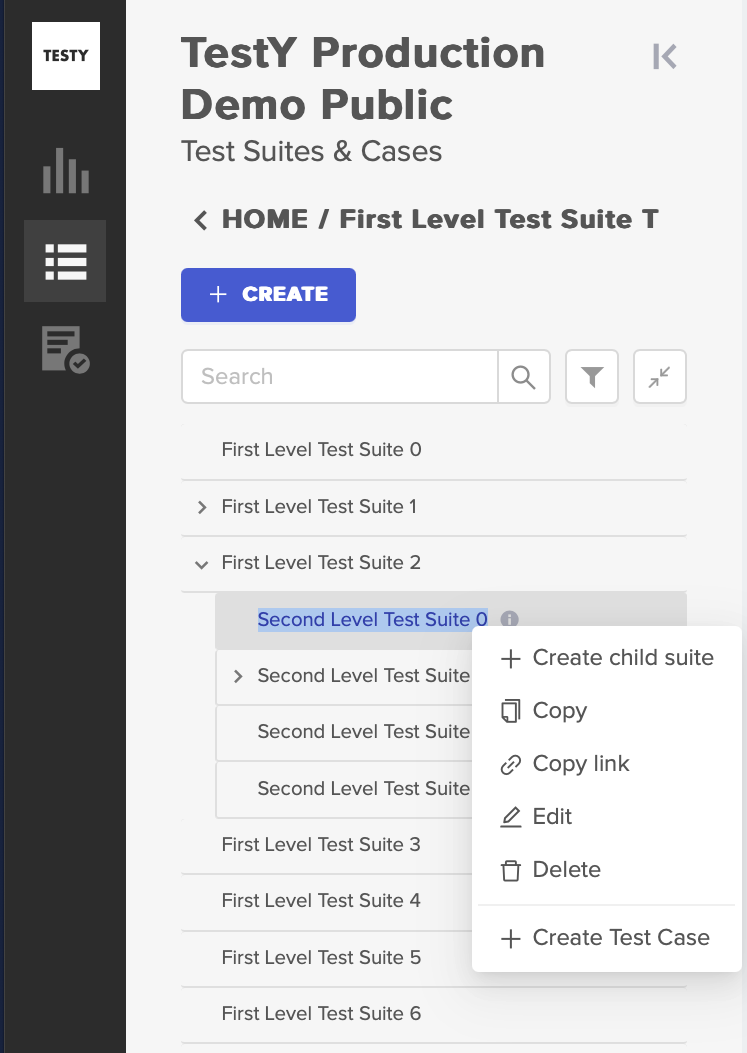 TESTY
TestY Production
Demo Public
Test Suites & Cases
HOME / First Level Test Suite T
CREATE
Search
First Level Test Suite 0
First Level Test Suite 1
First Level Test Suite 2
Second Level Test Suite 0
Second Level Test Suite
Second Level Test Suite
Second Level Test Suite
First Level Test Suite 3
First Level Test Suite 4
First Level Test Suite 5
First Level Test Suite 6
Create child suite
Copy
Copy link
Edit
Delete
Create Test Case